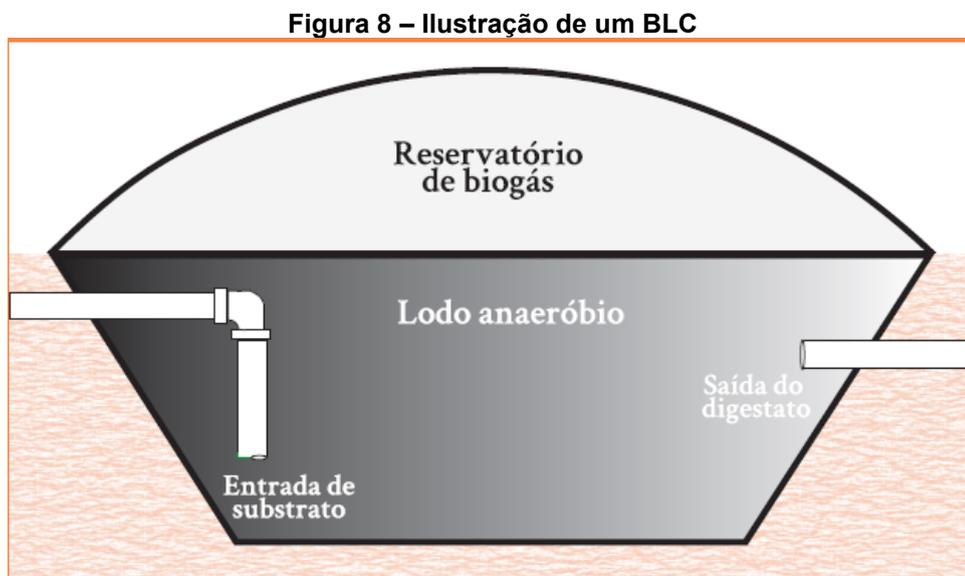 Figura 8 – Ilustração de um BLC
Reservatório
de biogás
Lodo anaeróbio
Saída do
digestato
Entrada de
substrato